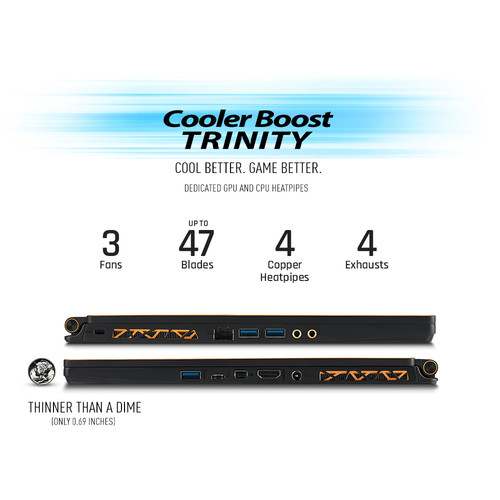 Cooler Boost
TRINITY
COOL BETTER. GAME BETTER.
DEDICATED GPU AND CPU HEATPIPES
3
Fans
UP TO
47
Blades
4
Copper
Heatpipes
4
Exhausts
THINNER THAN A DIME
(ONLY 0.69 INCHES)